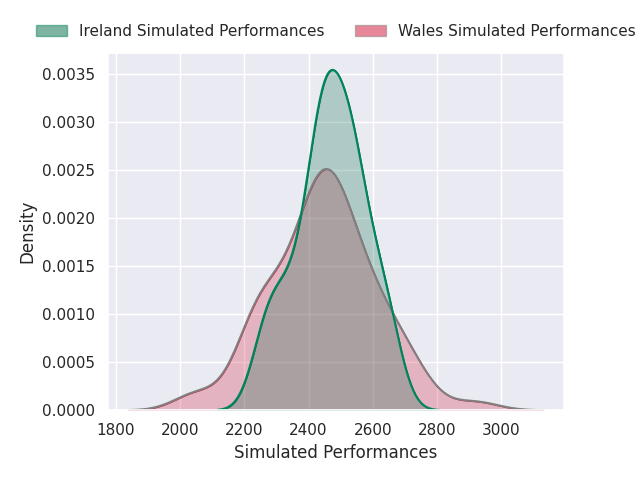 Ireland Simulated Performances Wales Simulated Performances
0.0035
0.0030
0.0025
0.0020
0.0015
0.0010
0.0005
0.0000
Density
1800 2000 2200 2400 2600 2800 3000
Simulated Performances